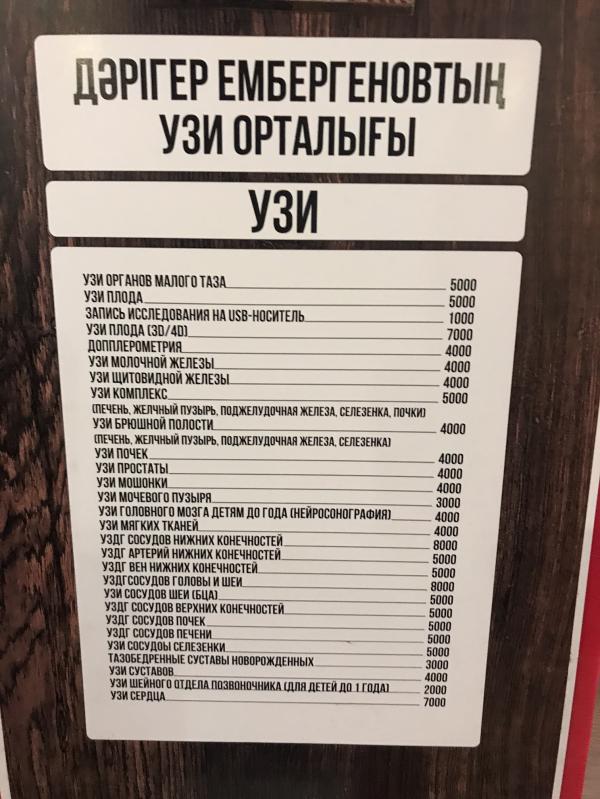 ДӘРІГЕР ЕМБЕРГЕНОВТЫҢ
УЗИ ОРТАЛЫҒЫ
УЗИ
УЗИ ОРГАНОВ МАЛОГО ТАЗА 5000
УЗИ ПЛОДА 5000
ЗАПИСЬ ИССЛЕДОВАНИЯ НА USB-НОСИТЕЛЬ 1000
УЗИ ПЛОДА (3D/4D) 7000
ДОППЛЕРОМЕТРИЯ 4000
УЗИ МОЛОЧНОЙ ЖЕЛЕЗЫ 4000
УЗИ ЩИТОВИДНОЙ ЖЕЛЕЗЫ 4000
УЗИ КОМПЛЕКС 5000
(ПЕЧЕНЬ, ЖЕЛЧНЫЙ ПУЗЫРЬ, ПОДЖЕЛУДОЧНАЯ ЖЕЛЕЗА, СЕЛЕЗЕНКА, ПОЧКИ)
УЗИ БРЮШНОЙ ПОЛОСТИ 4000
(ПЕЧЕНЬ, ЖЕЛЧНЫЙ ПУЗЫРЬ, ПОДЖЕЛУДОЧНАЯ ЖЕЛЕЗА, СЕЛЕЗЕНКА)
УЗИ ПОЧЕК 4000
УЗИ ПРОСТАТЫ 4000
УЗИ МОШОНКИ 4000
УЗИ МОЧЕВОГО ПУЗЫРЯ 3000
УЗИ ГОЛОВНОГО МОЗГА ДЕТЯМ ДО ГОДА (НЕЙРОСОНОГРАФИЯ) 4000
УЗИ МЯГКИХ ТКАНЕЙ 4000
УЗДГ СОСУДОВ НИЖНИХ КОНЕЧНОСТЕЙ 8000
УЗДГ АРТЕРИЙ НИЖНИХ КОНЕЧНОСТЕЙ 5000
УЗДГ ВЕН НИЖНИХ КОНЕЧНОСТЕЙ 5000
УЗДГСОСУДОВ ГОЛОВЫ И ШЕИ 8000
УЗИ СОСУДОВ ШЕИ (БЦА) 5000
УЗДГ СОСУДОВ ВЕРХНИХ КОНЕЧНОСТЕЙ 5000
УЗДГ СОСУДОВ ПОЧЕК 5000
УЗДГ СОСУДОВ ПЕЧЕНИ 5000
УЗИ СОСУДОЫ СЕЛЕЗЕНКИ 5000
ТАЗОБЕДРЕННЫЕ СУСТАВЫ НОВОРОЖДЕННЫХ 3000
УЗИ СУСТАВОВ 4000
УЗИ ШЕЙНОГО ОТДЕЛА ПОЗВОНОЧНИКА (ДЛЯ ДЕТЕЙ ДО 1 ГОДА) 2000
УЗИ СЕРДЦА 7000